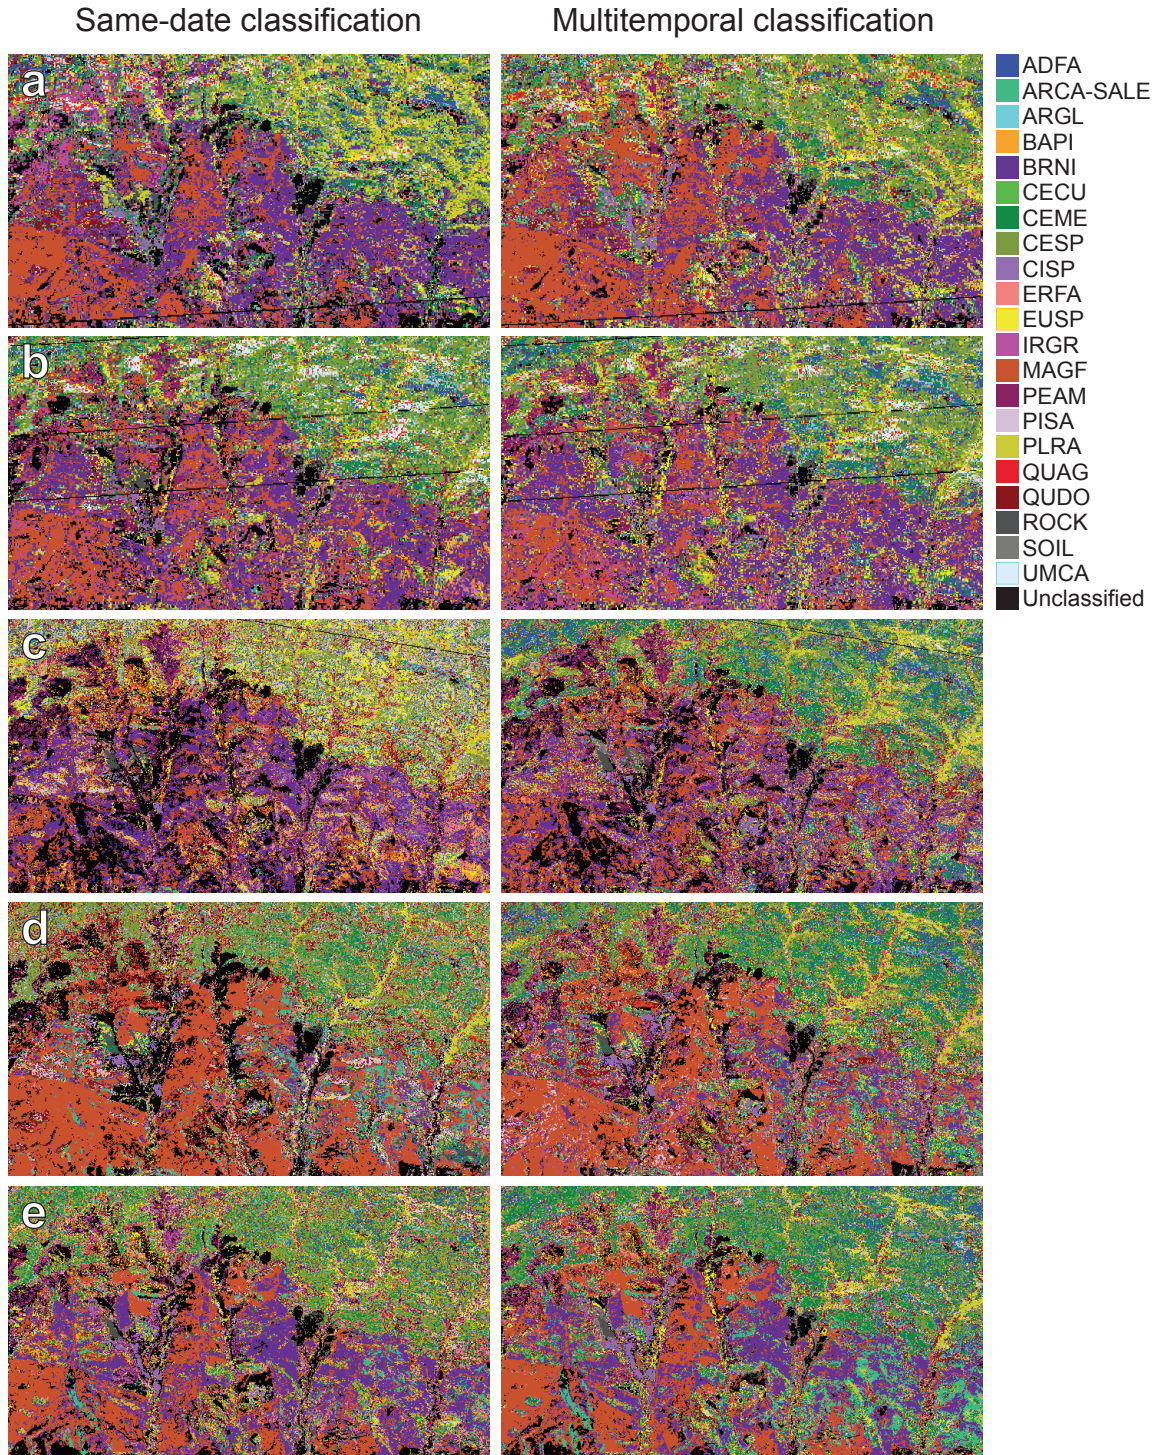 Same-date classification
Multitemporal classification
a
b
c
d
e
ADFA
ARCA-SALE
ARGL
BAPI
BRNI
CECU
CEME
CESP
CISP
ERFA
EUSP
IRGR
MAGF
PEAM
PISA
PLRA
QUAG
QUDO
ROCK
SOIL
UMCA
Unclassified